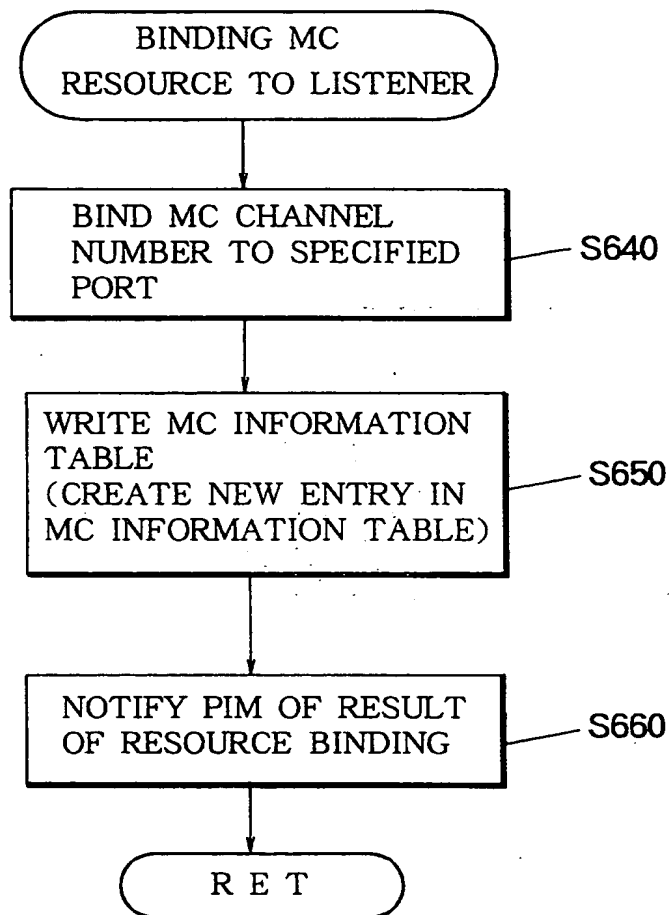 BINDING MC
RESOURCE TO LISTENER
BIND MC CHANNEL
NUMBER TO SPECIFIED
PORT
S640
WRITE MC INFORMATION
TABLE
(CREATE NEW ENTRY IN
MC INFORMATION TABLE)
S650
NOTIFY PIM OF RESULT
OF RESOURCE BINDING
S660
R E T